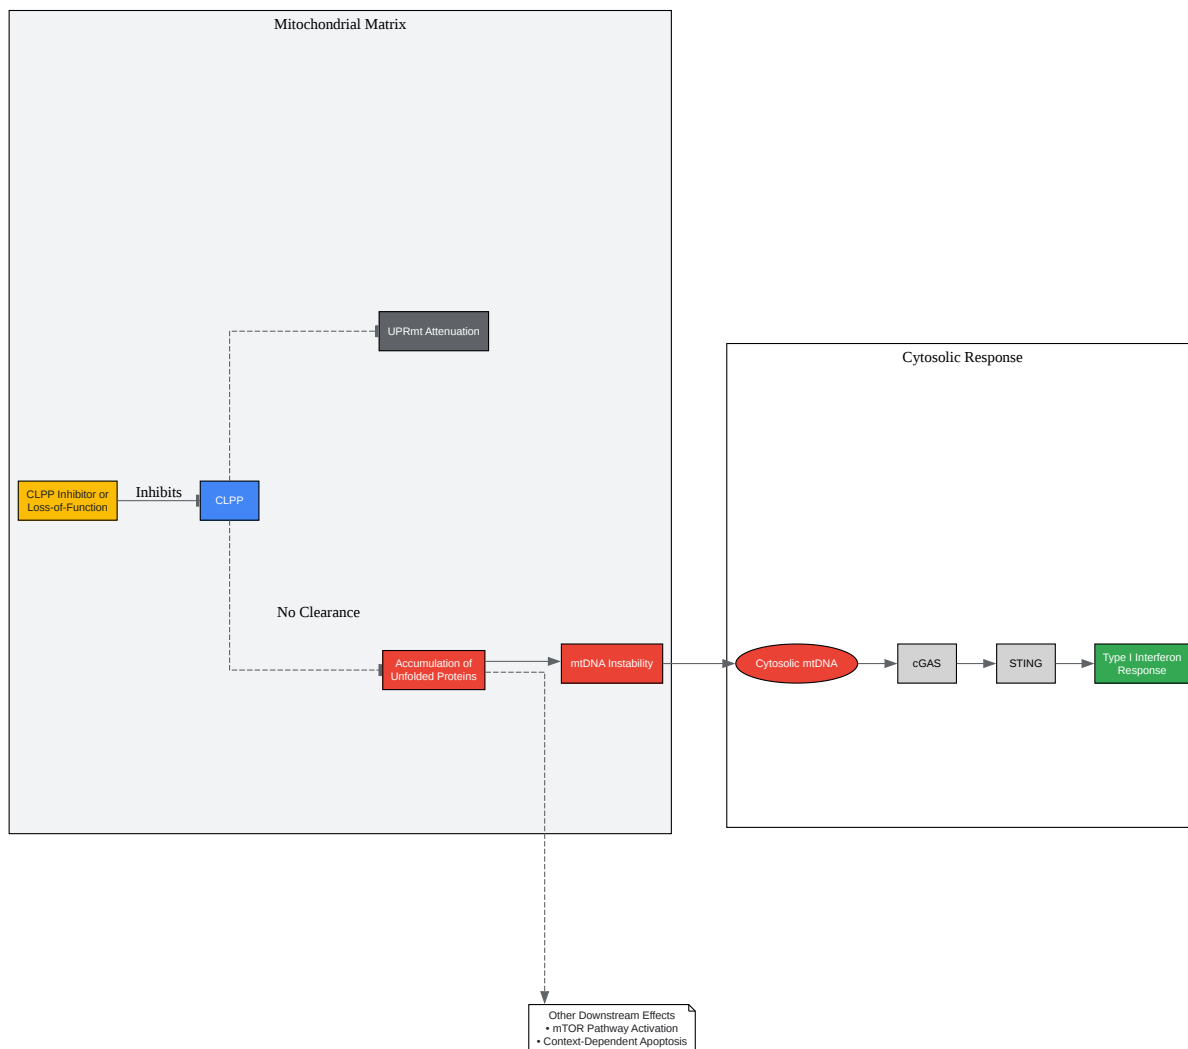 Mitochondrial Matrix
UPRmt Attenuation
Cytosolic Response
CLPP Inhibitor or
Loss-of-Function
Inhibits
CLPP
No Clearance
Accumulation of
Unfolded Proteins
mtDNA Instability
Cytosolic mtDNA
cGAS
STING
Type I Interferon
Response
Other Downstream Effects
• mTOR Pathway Activation
• Context-Dependent Apoptosis